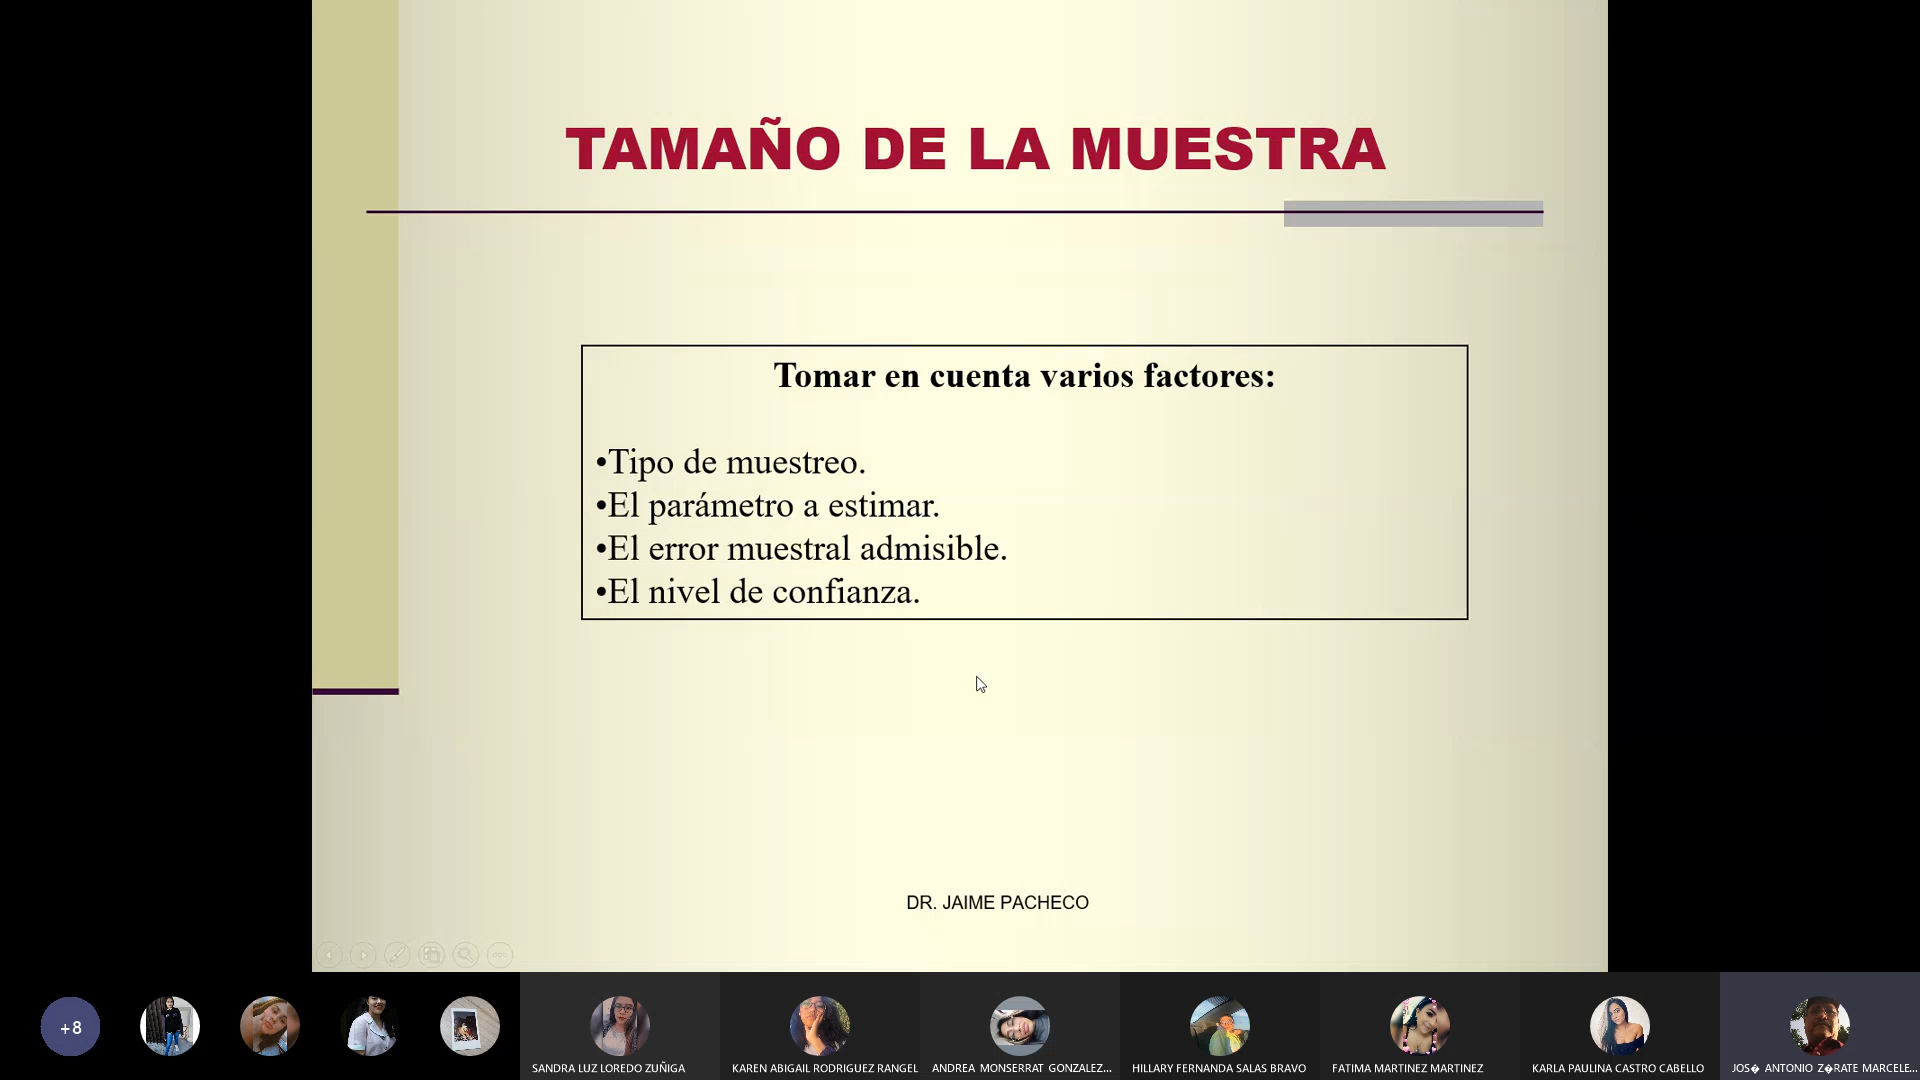 TAMAÑO DE LA MUESTRA
Tomar en cuenta varios factores:
•Tipo de muestreo.
•El parámetro a estimar.
•El error muestral admisible.
•El nivel de confianza.
DR. JAIME PACHECO
+8
SANDRA LUZ LOREDO ZUÑIGA
KAREN ABIGAIL RODRIGUEZ RANGEL
ANDREA MONSERRAT GONZALEZ...
HILLARY FERNANDA SALAS BRAVO
FATIMA MARTINEZ MARTINEZ
KARLA PAULINA CASTRO CABELLO
JOS� ANTONIO Z�RATE MARCELE...